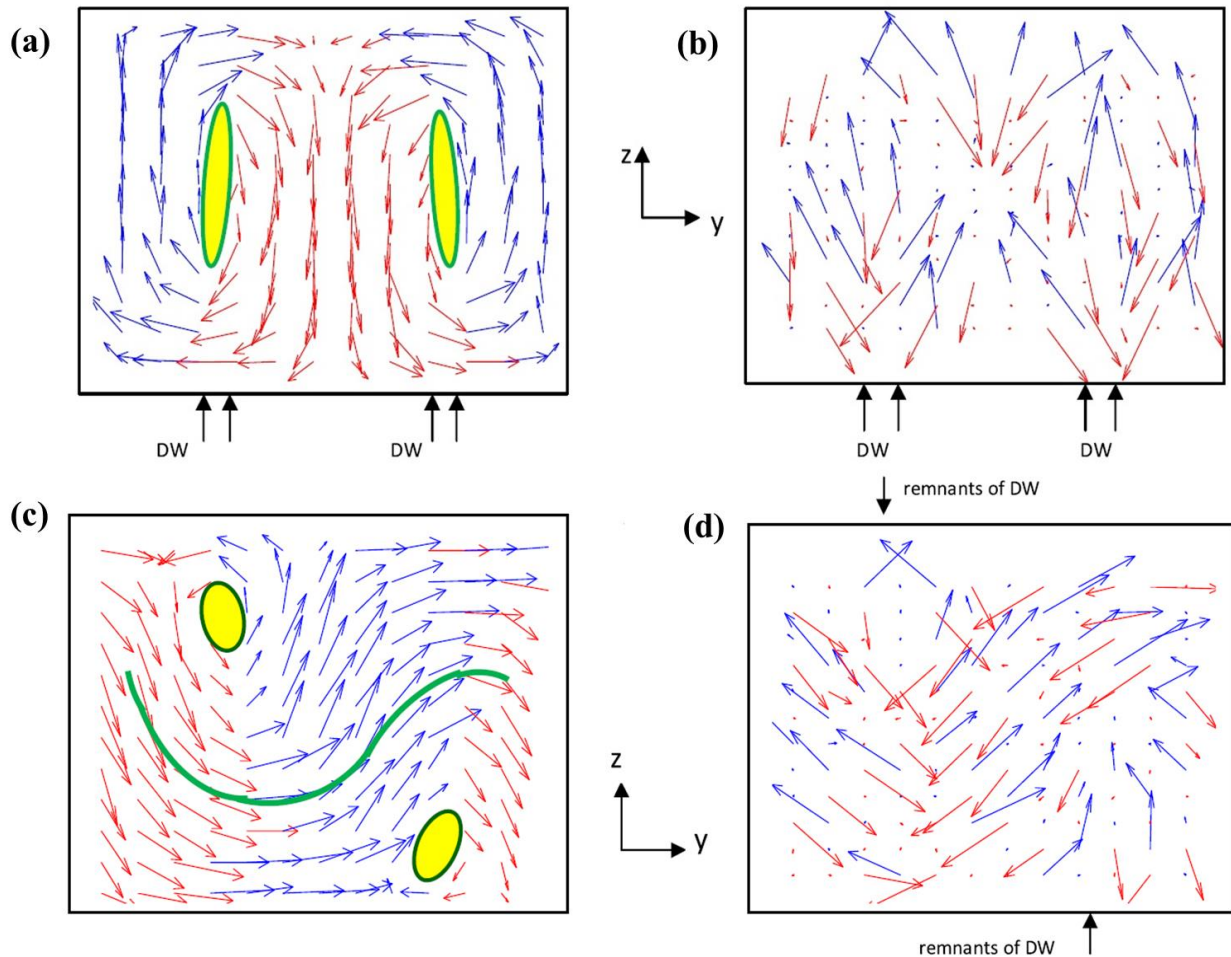 (a)
(b)
z
y
DW
DW
DW
DW
remnants of DW
(c)
(d)
z
y
remnants of DW